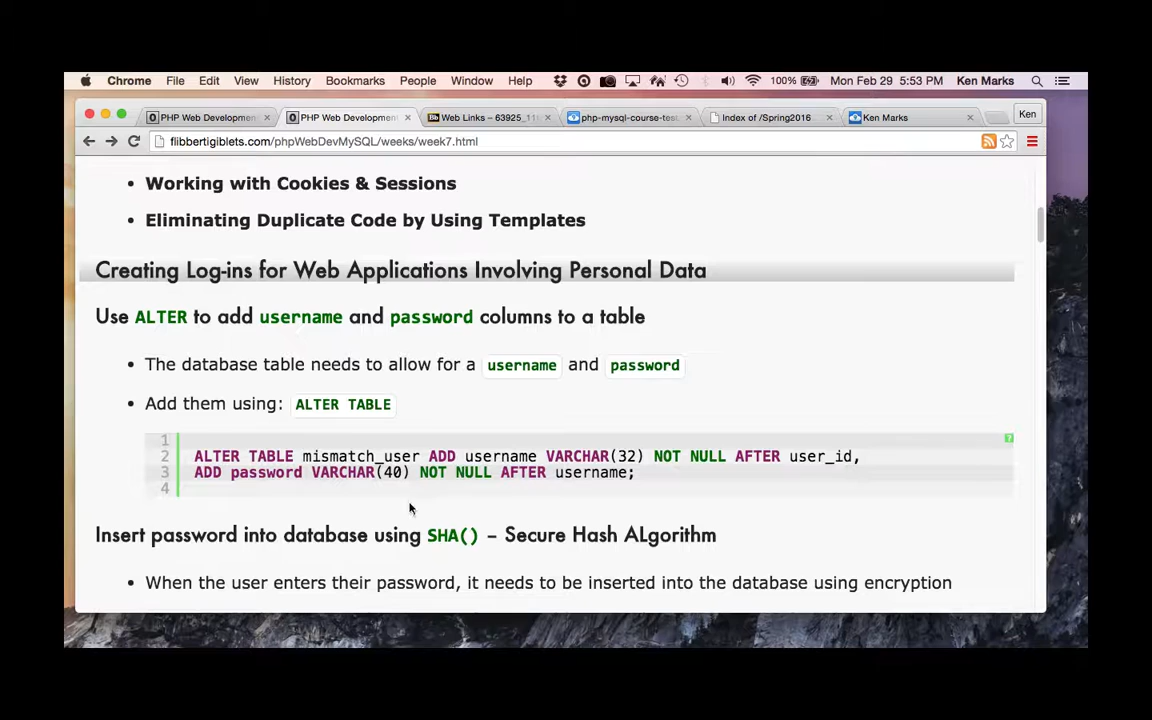 Chrome File Edit View History Bookmarks People Window Help 100% Mon Feb 29 5:53 PM Ken Marks
PHP Web Developmen × PHP Web Developmen × Web Links – 63925_11 × php-mysql-course-test × Index of /Spring2016 × Ken Marks × Ken
flibbertigiblets.com/phpWebDevMySQL/weeks/week7.html
• Working with Cookies & Sessions
• Eliminating Duplicate Code by Using Templates
Creating Log-ins for Web Applications Involving Personal Data
Use ALTER to add username and password columns to a table
• The database table needs to allow for a username and password
• Add them using: ALTER TABLE
1 ?
2 ALTER TABLE mismatch_user ADD username VARCHAR(32) NOT NULL AFTER user_id,
3 ADD password VARCHAR(40) NOT NULL AFTER username;
4
Insert password into database using SHA() – Secure Hash ALgorithm
• When the user enters their password, it needs to be inserted into the database using encryption